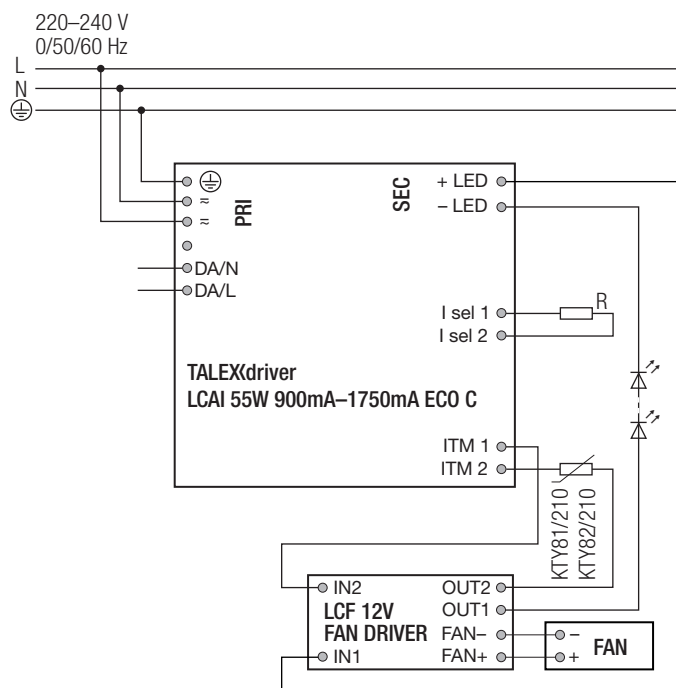 220–240 V
0/50/60 Hz
L
N
PRI
≂
≂
DA/N
DA/L
SEC
+ LED
– LED
I sel 1
I sel 2
R
TALEXXdriver
LCAI 55W 900mA–1750mA ECO C
ITM 1
ITM 2
KTY81/210
KTY82/210
IN2
LCF 12V
FAN DRIVER
IN1
OUT2
OUT1
FAN–
FAN+
–
+
FAN